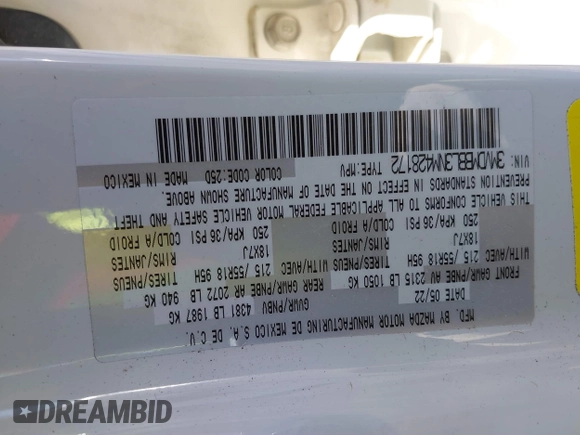 MFD. BY MAZDA MOTOR MANUFACTURING DE MEXICO S.A. DE C.V.
DATE 05/22 GVWR/PNBV 4381 LB 1987 KG
FRONT GAWR/PNBE AV 2315 LB 1050 KG REAR GAWR/PNBE AR 2072 LB 940 KG
WITH/AVEC TIRES/PNEUS 215 /55R18 95H WITH/AVEC TIRES/PNEUS 215 /55R18 95H
RIMS/JANTES 18X7J RIMS/JANTES 18X7J
COLD/A FROID 250 KPA/36 PSI COLD/A FROID 250 KPA/36 PSI
THIS VEHICLE CONFORMS TO ALL APPLICABLE FEDERAL MOTOR VEHICLE SAFETY AND THEFT
PREVENTION STANDARDS IN EFFECT ON THE DATE OF MANUFACTURE SHOWN ABOVE.
VIN: 3MVDMBBL3NM428172 TYPE:MPV COLOR CODE:25D MADE IN MEXICO
DREAMBID